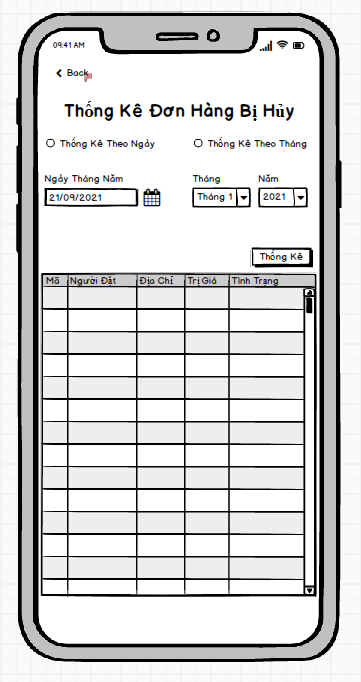 09:41 AM
Back
Thống Kê Đơn Hàng Bị Hủy
Thống Kê Theo Ngày
Thống Kê Theo Tháng
Ngày Tháng Năm
Tháng
Năm
21/09/2021
Tháng 1
2021
Thống Kê
Mã Người Đặt Địa Chỉ Trị Giá Tình Trạng